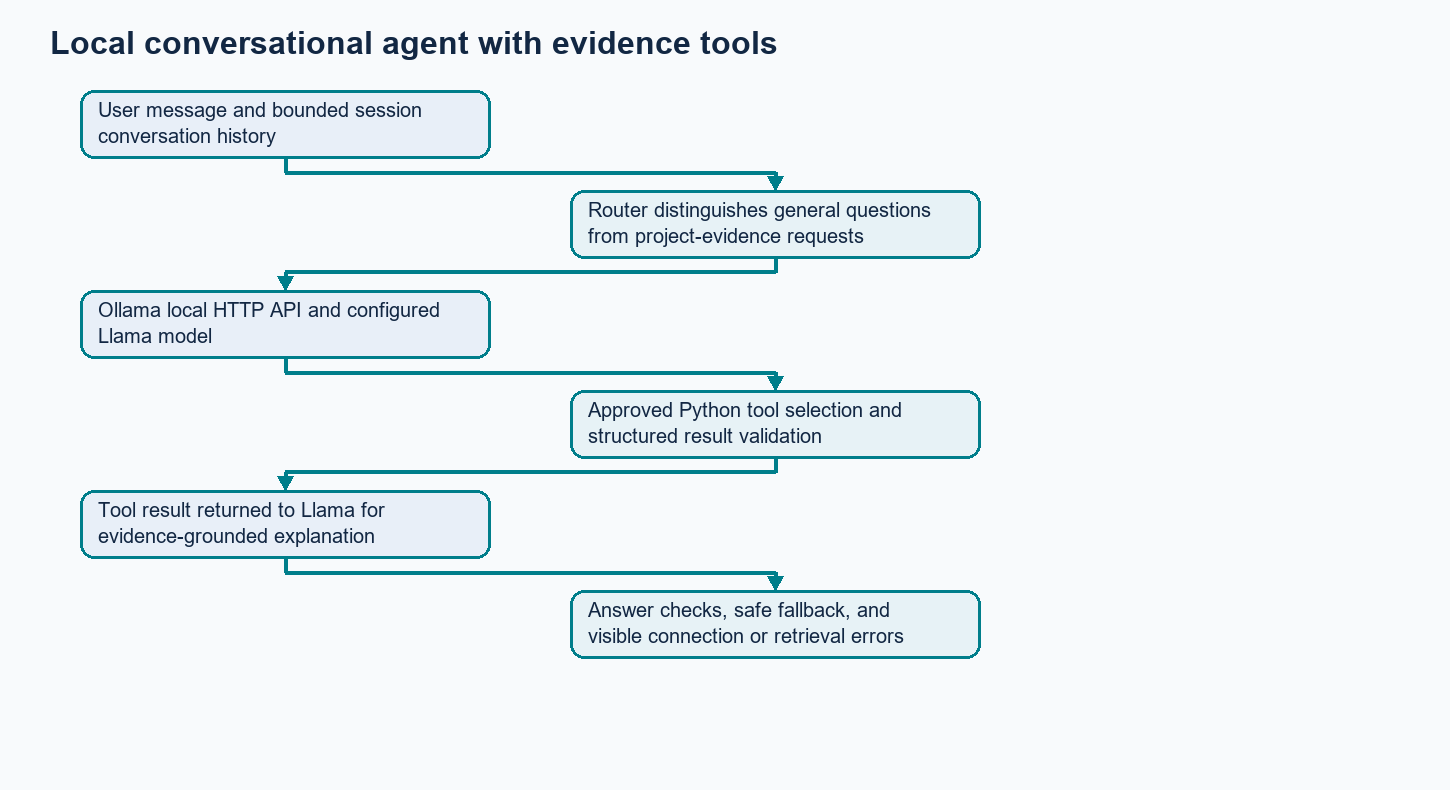 Local conversational agent with evidence tools
User message and bounded session
conversation history
Router distinguishes general questions
from project-evidence requests
Ollama local HTTP API and configured
Llama model
Approved Python tool selection and
structured result validation
Tool result returned to Llama for
evidence-grounded explanation
Answer checks, safe fallback, and
visible connection or retrieval errors